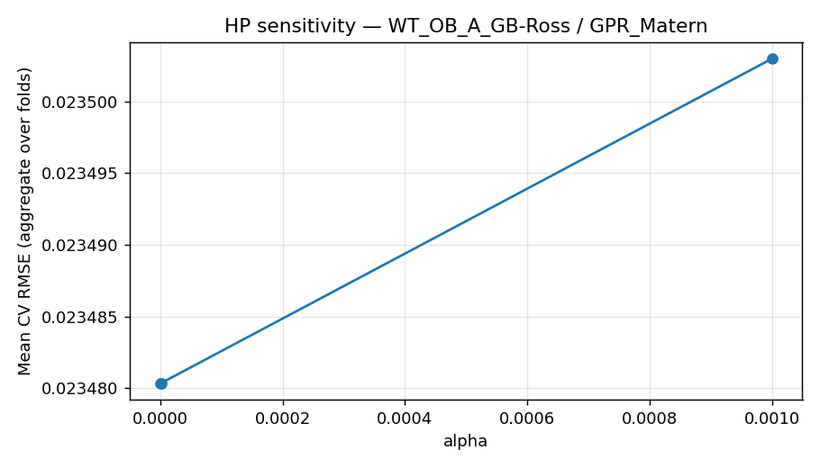 HP sensitivity — WT_OB_A_GB-Ross / GPR_Matern
Mean CV RMSE (aggregate over folds)
0.023500
0.023495
0.023490
0.023485
0.023480
0.0000 0.0002 0.0004 0.0006 0.0008 0.0010
alpha